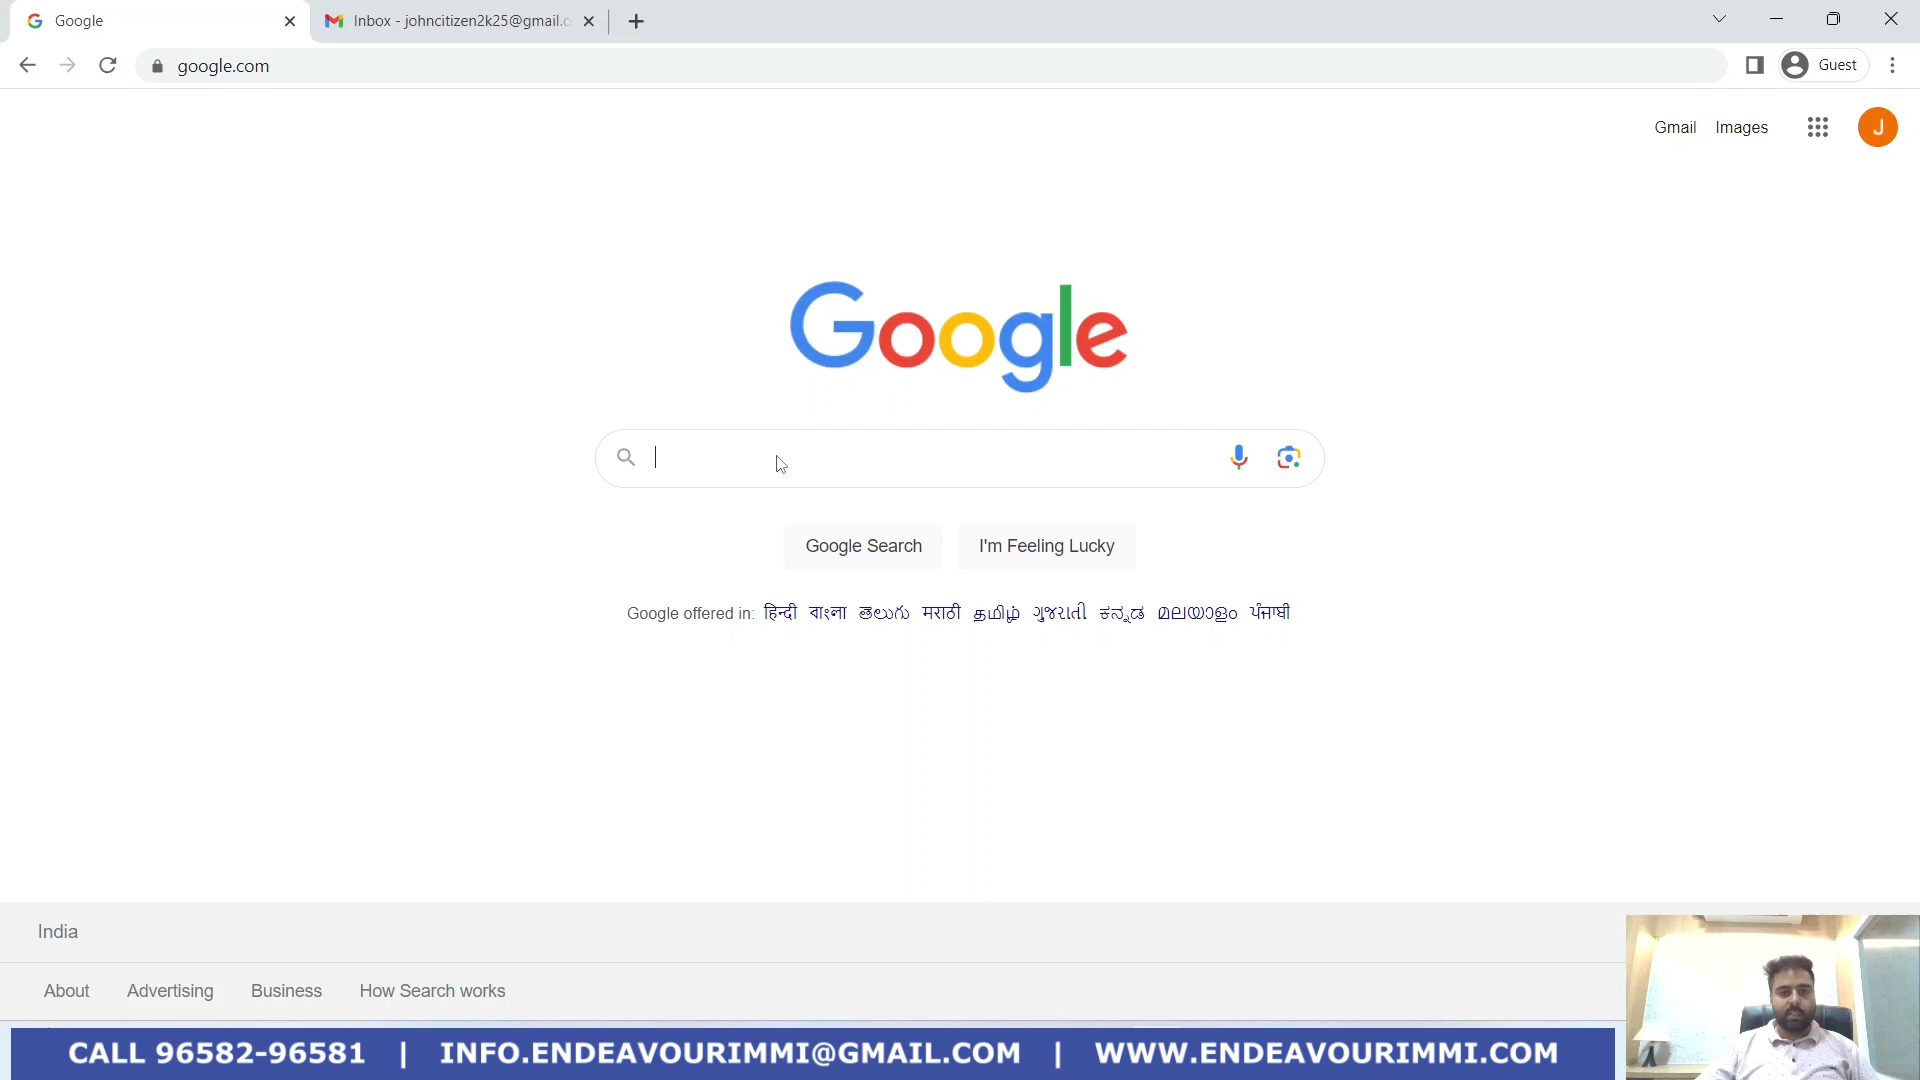 Google
Inbox - johncitizen2k25@gmail.c
google.com
Guest
Gmail Images
J
Google
Google Search
I'm Feeling Lucky
Google offered in: हिन्दी বাংলা తెలుగు मराठी தமிழ் ગુજરાતી ಕನ್ನಡ മലയാളം ਪੰਜਾਬੀ
India
About Advertising Business How Search works
CALL 96582-96581 | INFO.ENDEAVOURIMMI@GMAIL.COM | WWW.ENDEAVOURIMMI.COM